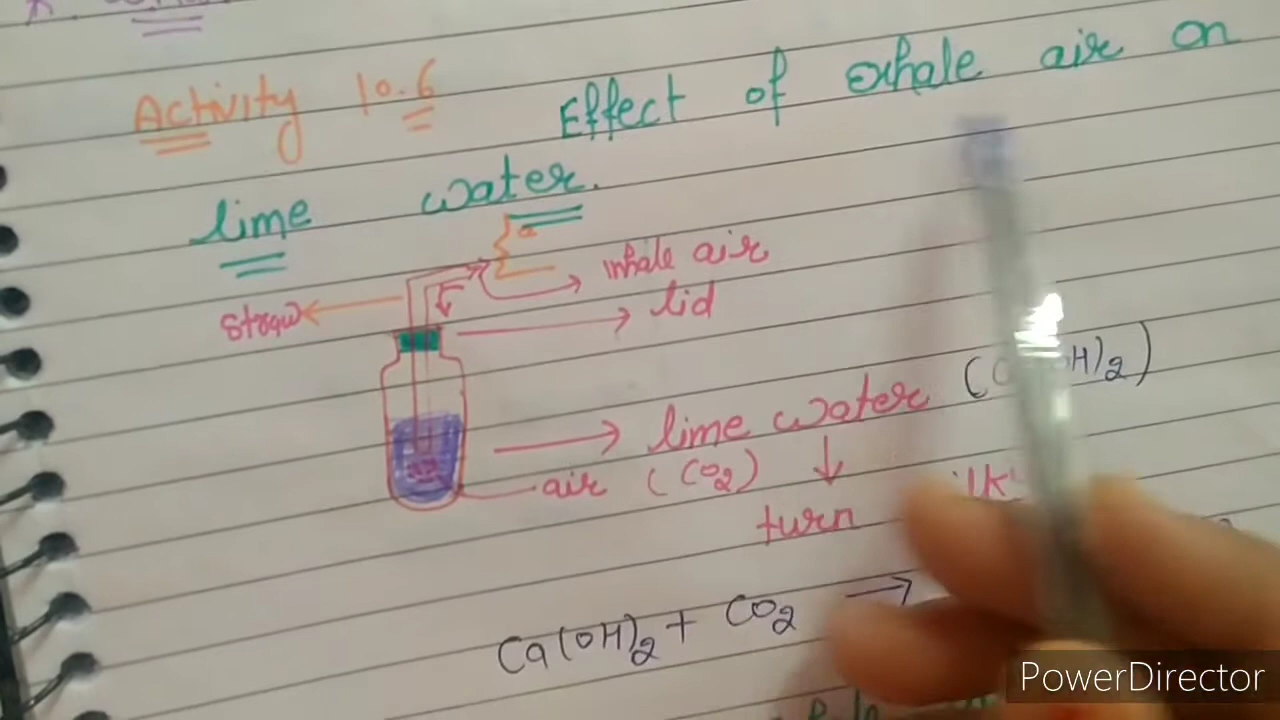 Activity 10.6 Effect of exhale air on
lime water.
inhale air
straw
lid
lime water ( H)2)
air (CO2)
turn
Ca(OH)2 + CO2 →
PowerDirector